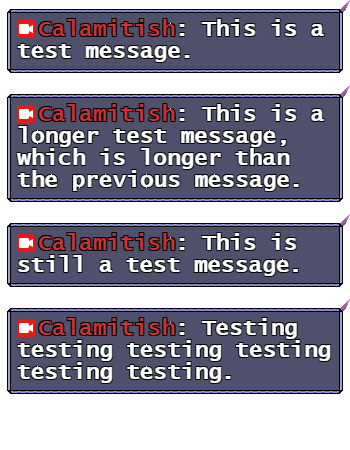 Calamitish: This is a
test message.
Calamitish: This is a
longer test message,
which is longer than
the previous message.
Calamitish: This is
still a test message.
Calamitish: Testing
testing testing testing
testing testing.